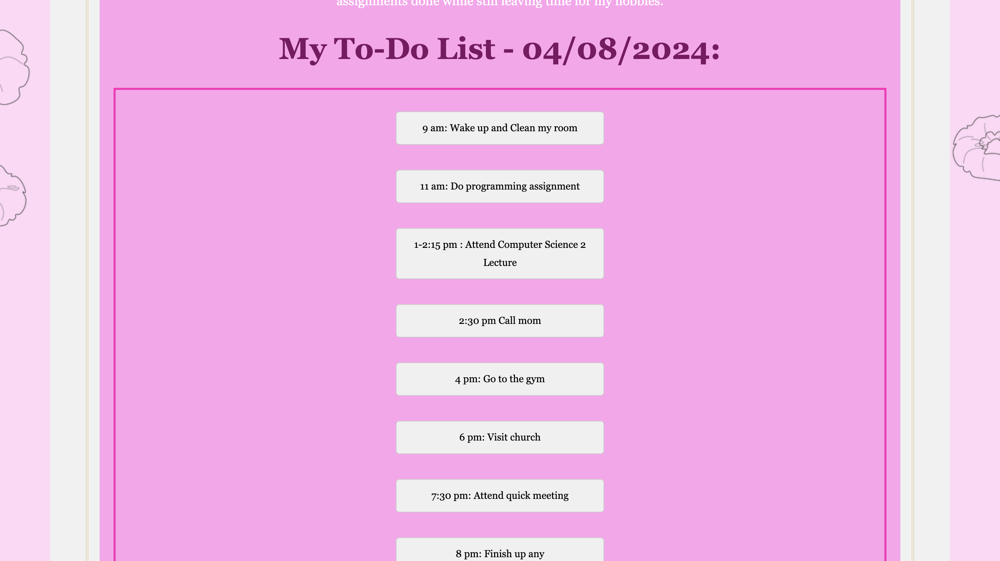 assignments done while still leaving time for my hobbies.
My To-Do List - 04/08/2024:
9 am: Wake up and Clean my room
11 am: Do programming assignment
1-2:15 pm : Attend Computer Science 2
Lecture
2:30 pm Call mom
4 pm: Go to the gym
6 pm: Visit church
7:30 pm: Attend quick meeting
8 pm: Finish up any